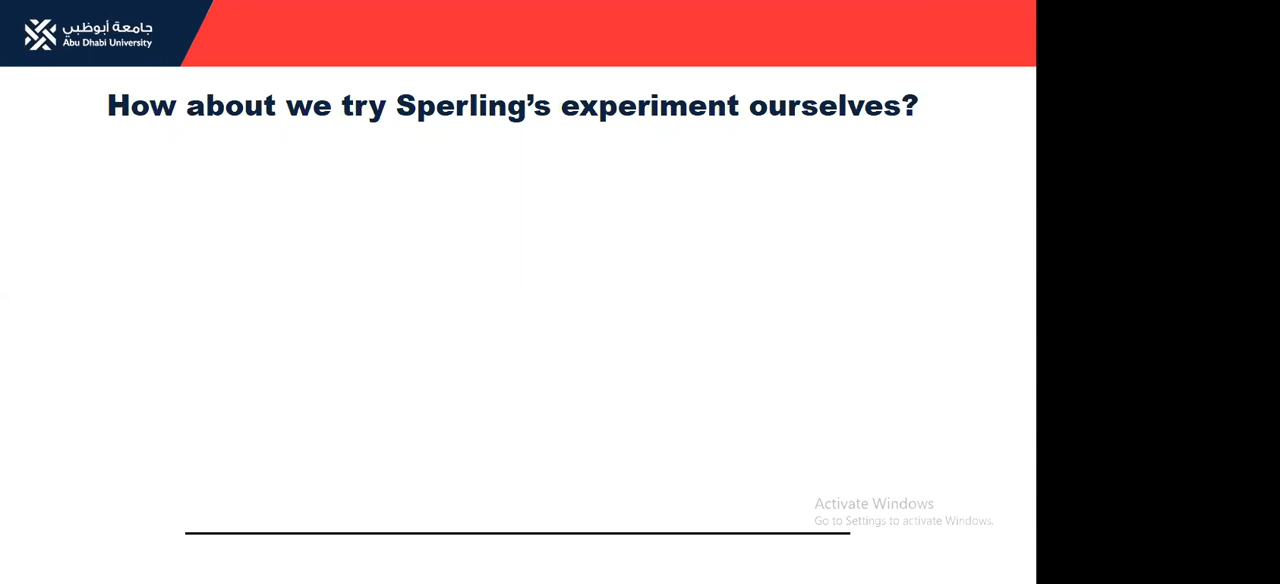 جامعة أبوظبي
Abu Dhabi University
How about we try Sperling’s experiment ourselves?
Activate Windows
Go to Settings to activate Windows.